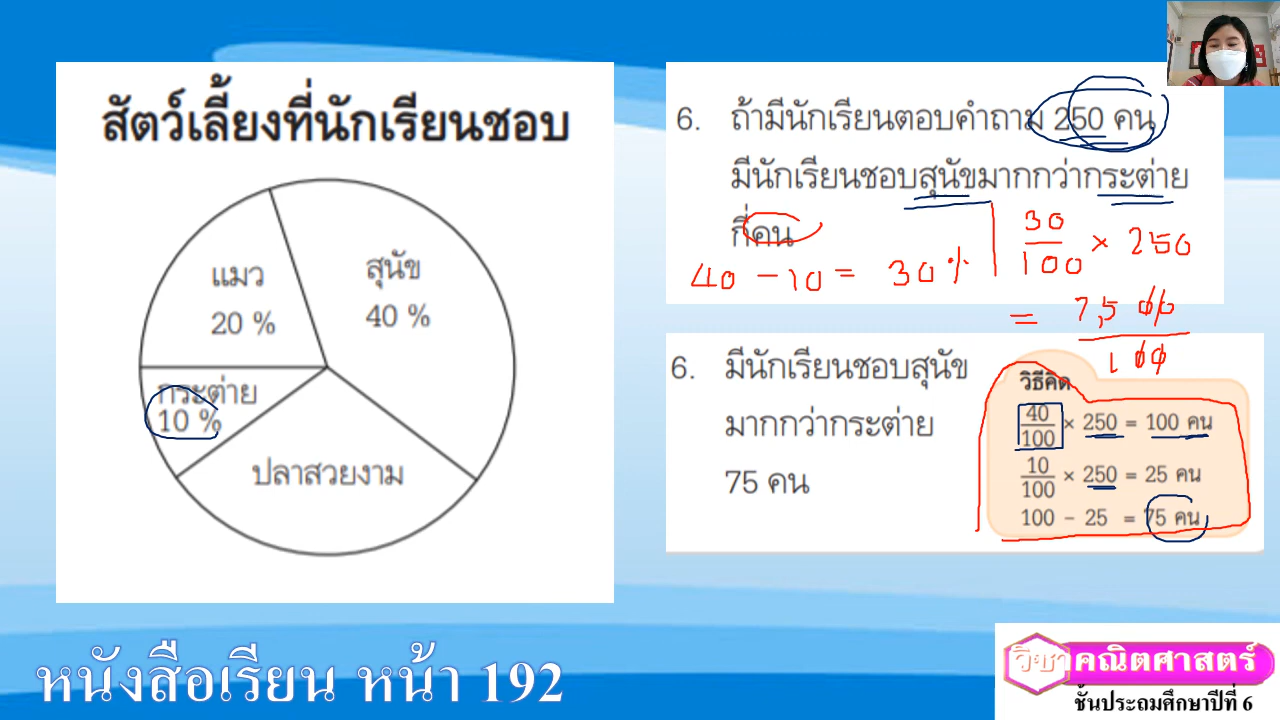 สัตว์เลี้ยงที่นักเรียนชอบ
แมว
20 %
สุนัข
40 %
กระต่าย
10 %
ปลาสวยงาม
6. ถ้ามีนักเรียนตอบคำถาม 250 คน
มีนักเรียนชอบสุนัขมากกว่ากระต่าย
กี่คน
40 - 10 = 30 %
30/100 × 250
= 7,500/100
6. มีนักเรียนชอบสุนัข
มากกว่ากระต่าย
75 คน
วิธีคิด
40/100 × 250 = 100 คน
10/100 × 250 = 25 คน
100 - 25 = 75 คน
หนังสือเรียน หน้า 192
วิชาคณิตศาสตร์
ชั้นประถมศึกษาปีที่ 6